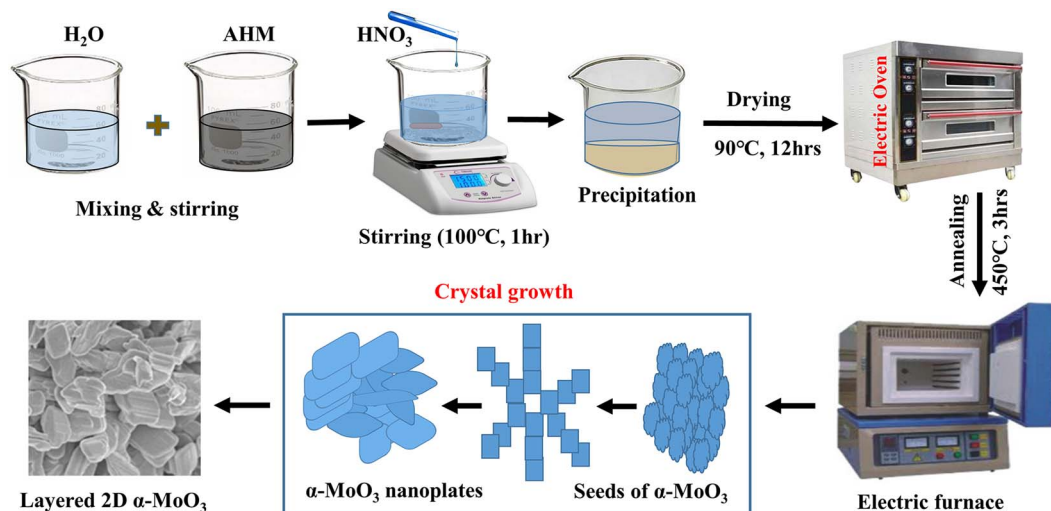 H₂O
AHM
HNO₃
Mixing & stirring
Stirring (100℃, 1hr)
Precipitation
Drying
90℃, 12hrs
Electric Oven
Annealing
450℃, 3hrs
Crystal growth
Layered 2D α-MoO₃
α-MoO₃ nanoplates
Seeds of α-MoO₃
Electric furnace